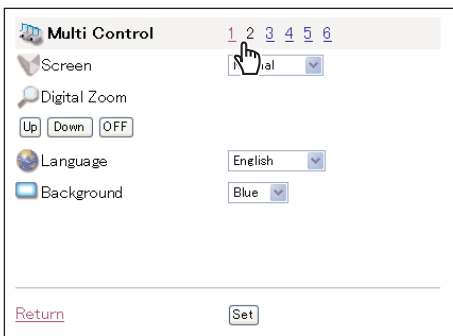 Multi Control 1 2 3 4 5 6
Screen
Digital Zoom
Up Down OFF
Language English
Background Blue
Return Set